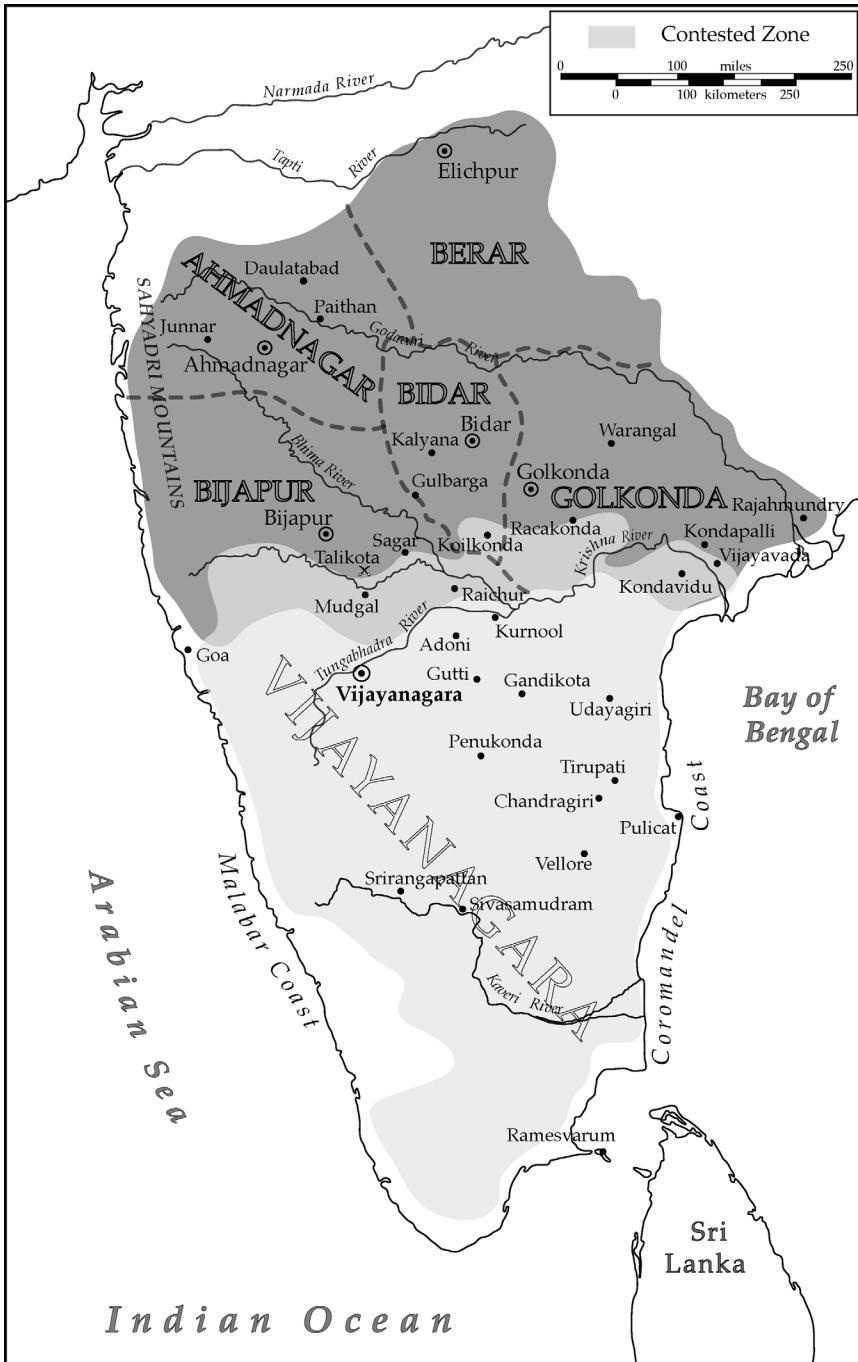 Contested Zone
0 100 miles 250
0 100 kilometers 250
Narmada River
Tapti River
Elichpur
BERAR
Daulatabad
AHMADNAGAR
Paithan
SAHYADRI MOUNTAINS
Junnar
Godavari River
Ahmadnagar
BIDAR
Bidar
Kalyana
Warangal
Bhima River
Golkonda
BIJAPUR
Gulbarga
GOLKONDA
Rajahmundry
Bijapur
Racakonda
Sagar
Koilkonda
Krishna River
Kondapalli
Talikota
Vijayavada
Kondavidu
Mudgal
Raichur
Kurnool
Tungabhadra River
Adoni
Goa
Gutti
Gandikota
Vijayanagara
Udayagiri
Bay of
Bengal
VIJAYANAGARA
Penukonda
Tirupati
Chandragiri
Pulicat
Coromandel Coast
Vellore
Malabar Coast
Srirangapattan
Sivasamudram
Arabian Sea
Kaveri River
Ramesvarum
Sri
Lanka
Indian Ocean